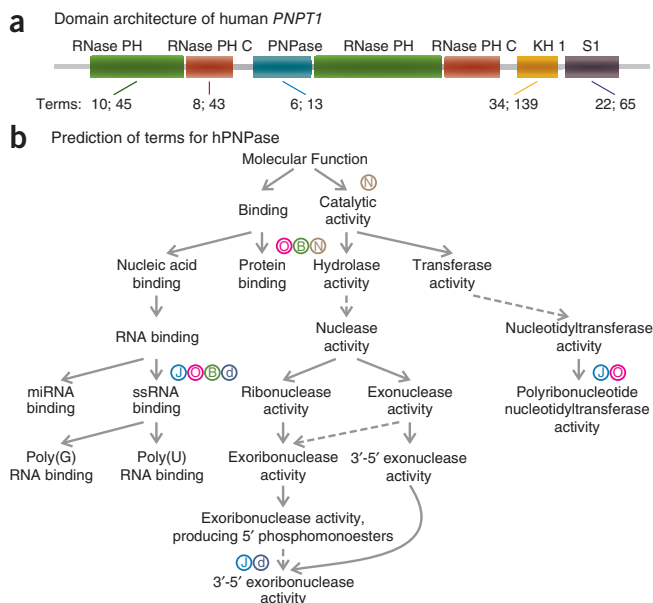 a Domain architecture of human PNPT1
RNase PH RNase PH C PNPase RNase PH RNase PH C KH 1 S1
Terms: 10; 45 8; 43 6; 13 34; 139 22; 65
b Prediction of terms for hPNPase
Molecular Function
N
Binding
Catalytic
activity
O B N
Nucleic acid
binding
Protein
binding
Hydrolase
activity
Transferase
activity
RNA binding
Nuclease
activity
Nucleotidyltransferase
activity
J O B d
J O
miRNA
binding
ssRNA
binding
Ribonuclease
activity
Exonuclease
activity
Polyribonucleotide
nucleotidyltransferase
activity
Poly(G)
RNA binding
Poly(U)
RNA binding
Exoribonuclease
activity
3′-5′ exonuclease
activity
Exoribonuclease activity,
producing 5′ phosphomonoesters
J d
3′-5′ exoribonuclease
activity